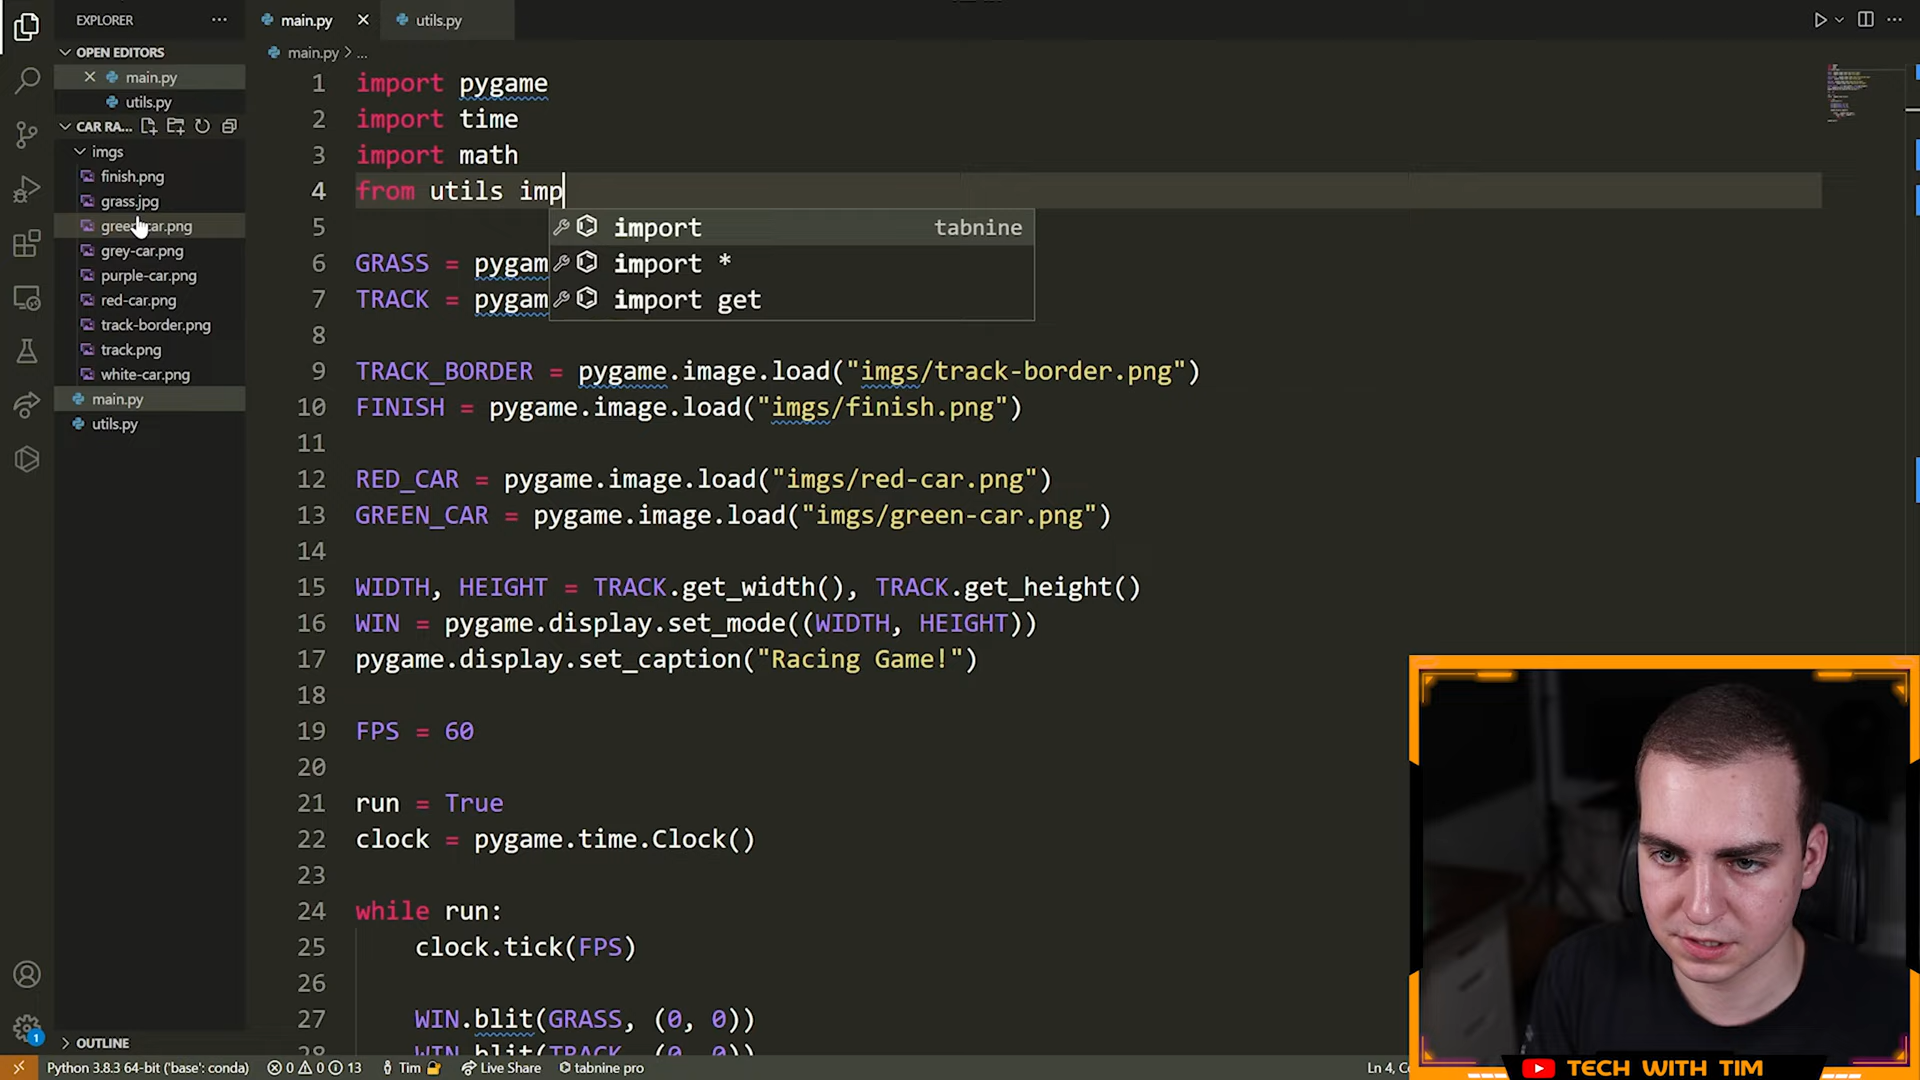 EXPLORER
main.py
utils.py
OPEN EDITORS
main.py > ...
main.py
utils.py
CAR RA...
imgs
finish.png
grass.jpg
grey-car.png
purple-car.png
red-car.png
track-border.png
track.png
white-car.png
main.py
utils.py
OUTLINE
1 import pygame
2 import time
3 import math
4 from utils imp
import tabnine
import *
import get
5
6 GRASS = pygam
7 TRACK = pygam
8
9 TRACK_BORDER = pygame.image.load("imgs/track-border.png")
10 FINISH = pygame.image.load("imgs/finish.png")
11
12 RED_CAR = pygame.image.load("imgs/red-car.png")
13 GREEN_CAR = pygame.image.load("imgs/green-car.png")
14
15 WIDTH, HEIGHT = TRACK.get_width(), TRACK.get_height()
16 WIN = pygame.display.set_mode((WIDTH, HEIGHT))
17 pygame.display.set_caption("Racing Game!")
18
19 FPS = 60
20
21 run = True
22 clock = pygame.time.Clock()
23
24 while run:
25 clock.tick(FPS)
26
27 WIN.blit(GRASS, (0, 0))
28 WIN.blit(TRACK, (0, 0))
1
Python 3.8.3 64-bit ('base': conda) 0 0 13 Tim Live Share tabnine pro Ln 4,
TECH WITH TIM